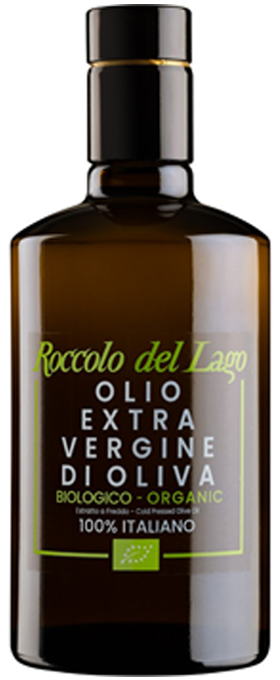 Roccolo del Lago
OLIO
EXTRA
VERGINE
DI OLIVA
BIOLOGICO - ORGANIC
Estratto a Freddo - Cold Pressed Olive Oil
100% ITALIANO